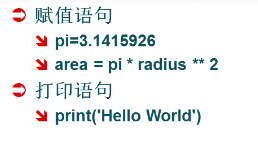 赋值语句
pi=3.1415926
area = pi * radius ** 2
打印语句
print('Hello World')